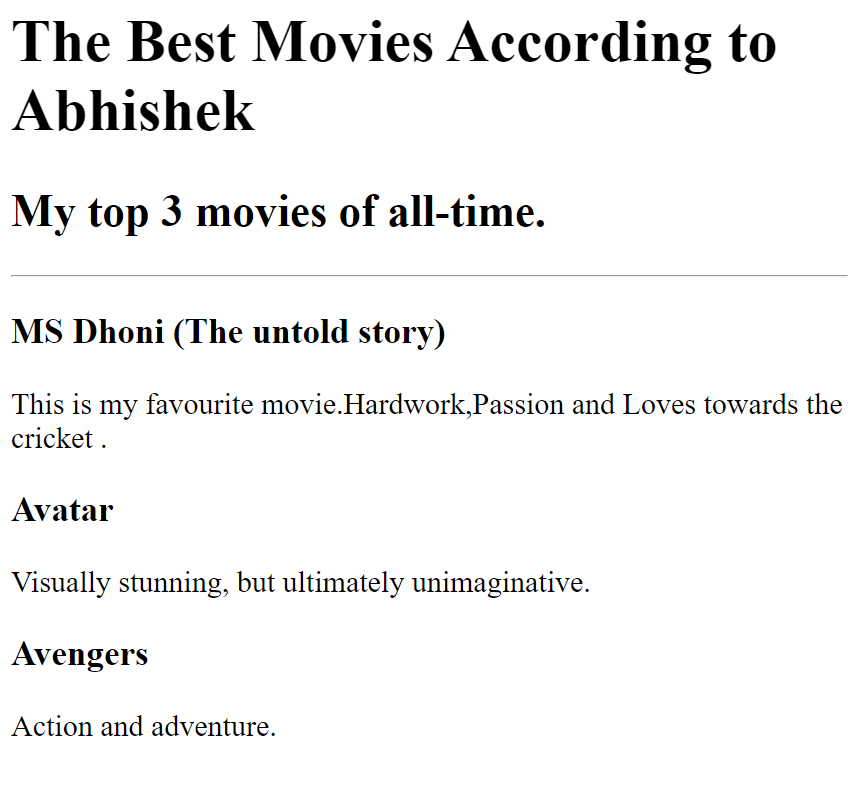 The Best Movies According to
Abhishek
My top 3 movies of all-time.
MS Dhoni (The untold story)
This is my favourite movie.Hardwork,Passion and Loves towards the
cricket .
Avatar
Visually stunning, but ultimately unimaginative.
Avengers
Action and adventure.